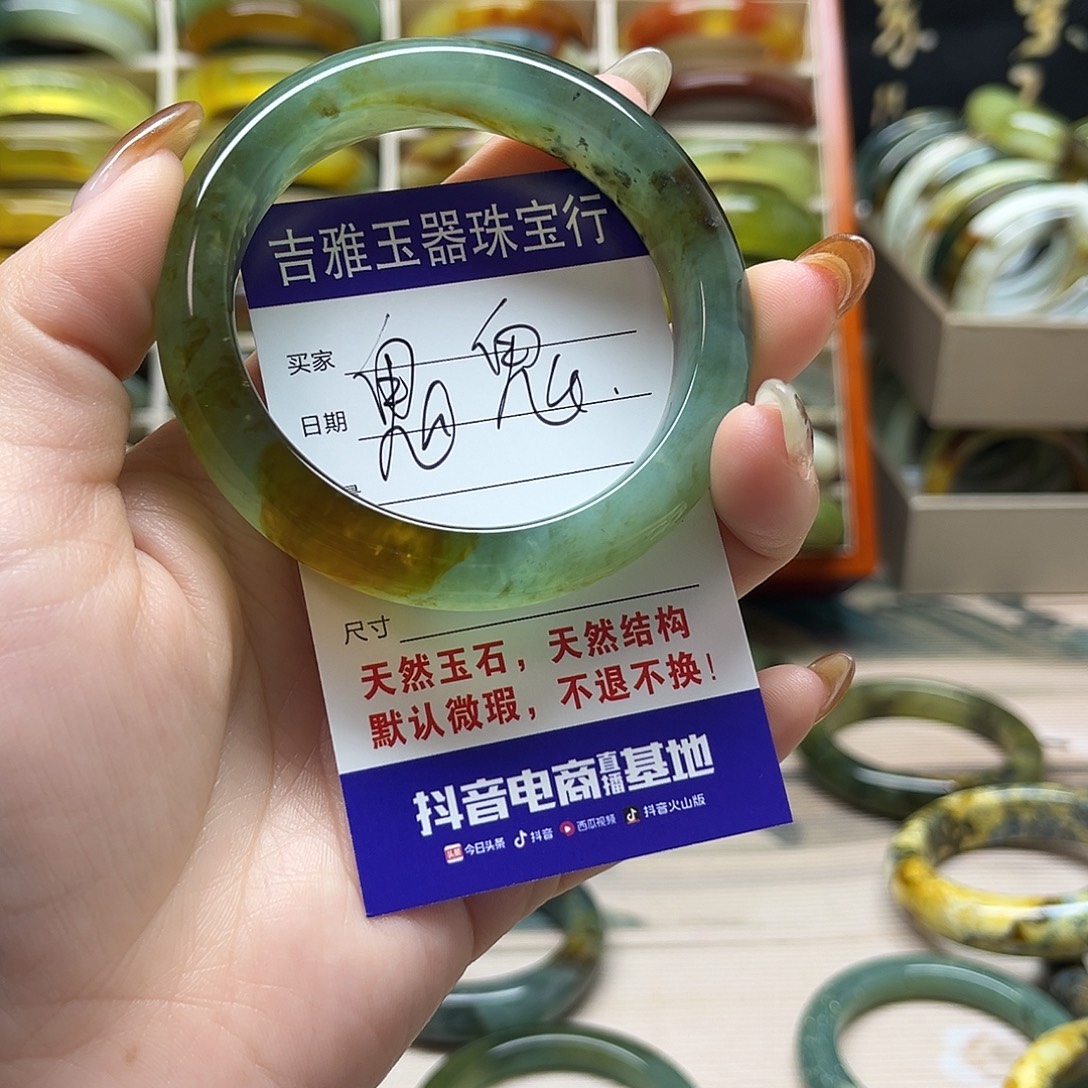 吉雅玉器珠宝行
买家
日期
尺寸
天然玉石，天然结构
默认微瑕，不退不换！
抖音电商直播基地
头条 今日头条 抖音 西瓜视频 抖音火山版